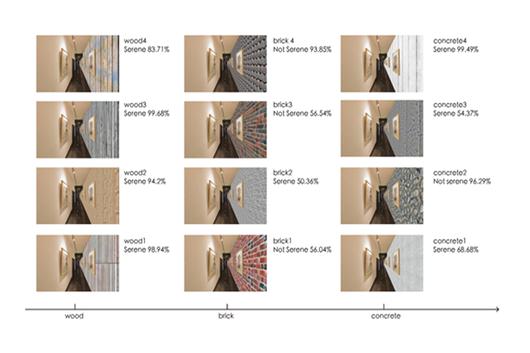 wood4
Serene 83.71%
brick 4
Not Serene 93.85%
concrete4
Serene 99.49%
wood3
Serene 99.68%
brick3
Not Serene 56.54%
concrete3
Serene 54.37%
wood2
Serene 94.2%
brick2
Serene 50.36%
concrete2
Not serene 96.29%
wood1
Serene 98.94%
brick1
Not Serene 56.04%
concrete1
Serene 68.68%
wood
brick
concrete